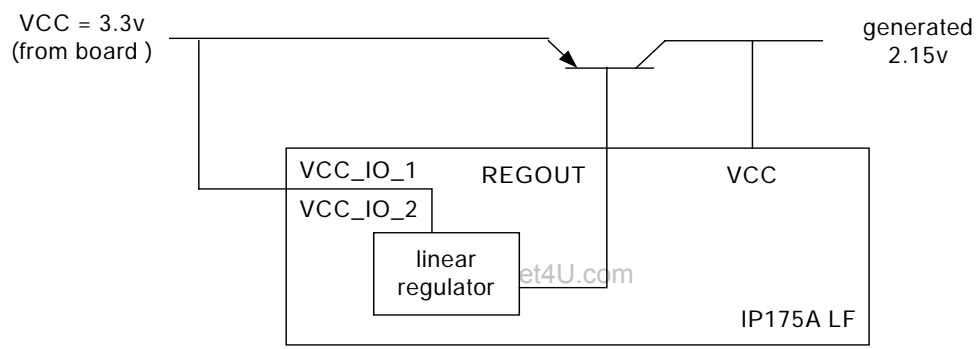 VCC = 3.3v
(from board )
generated
2.15v
VCC_IO_1
REGOUT
VCC
VCC_IO_2
linear
regulator
et4U.com
IP175A LF